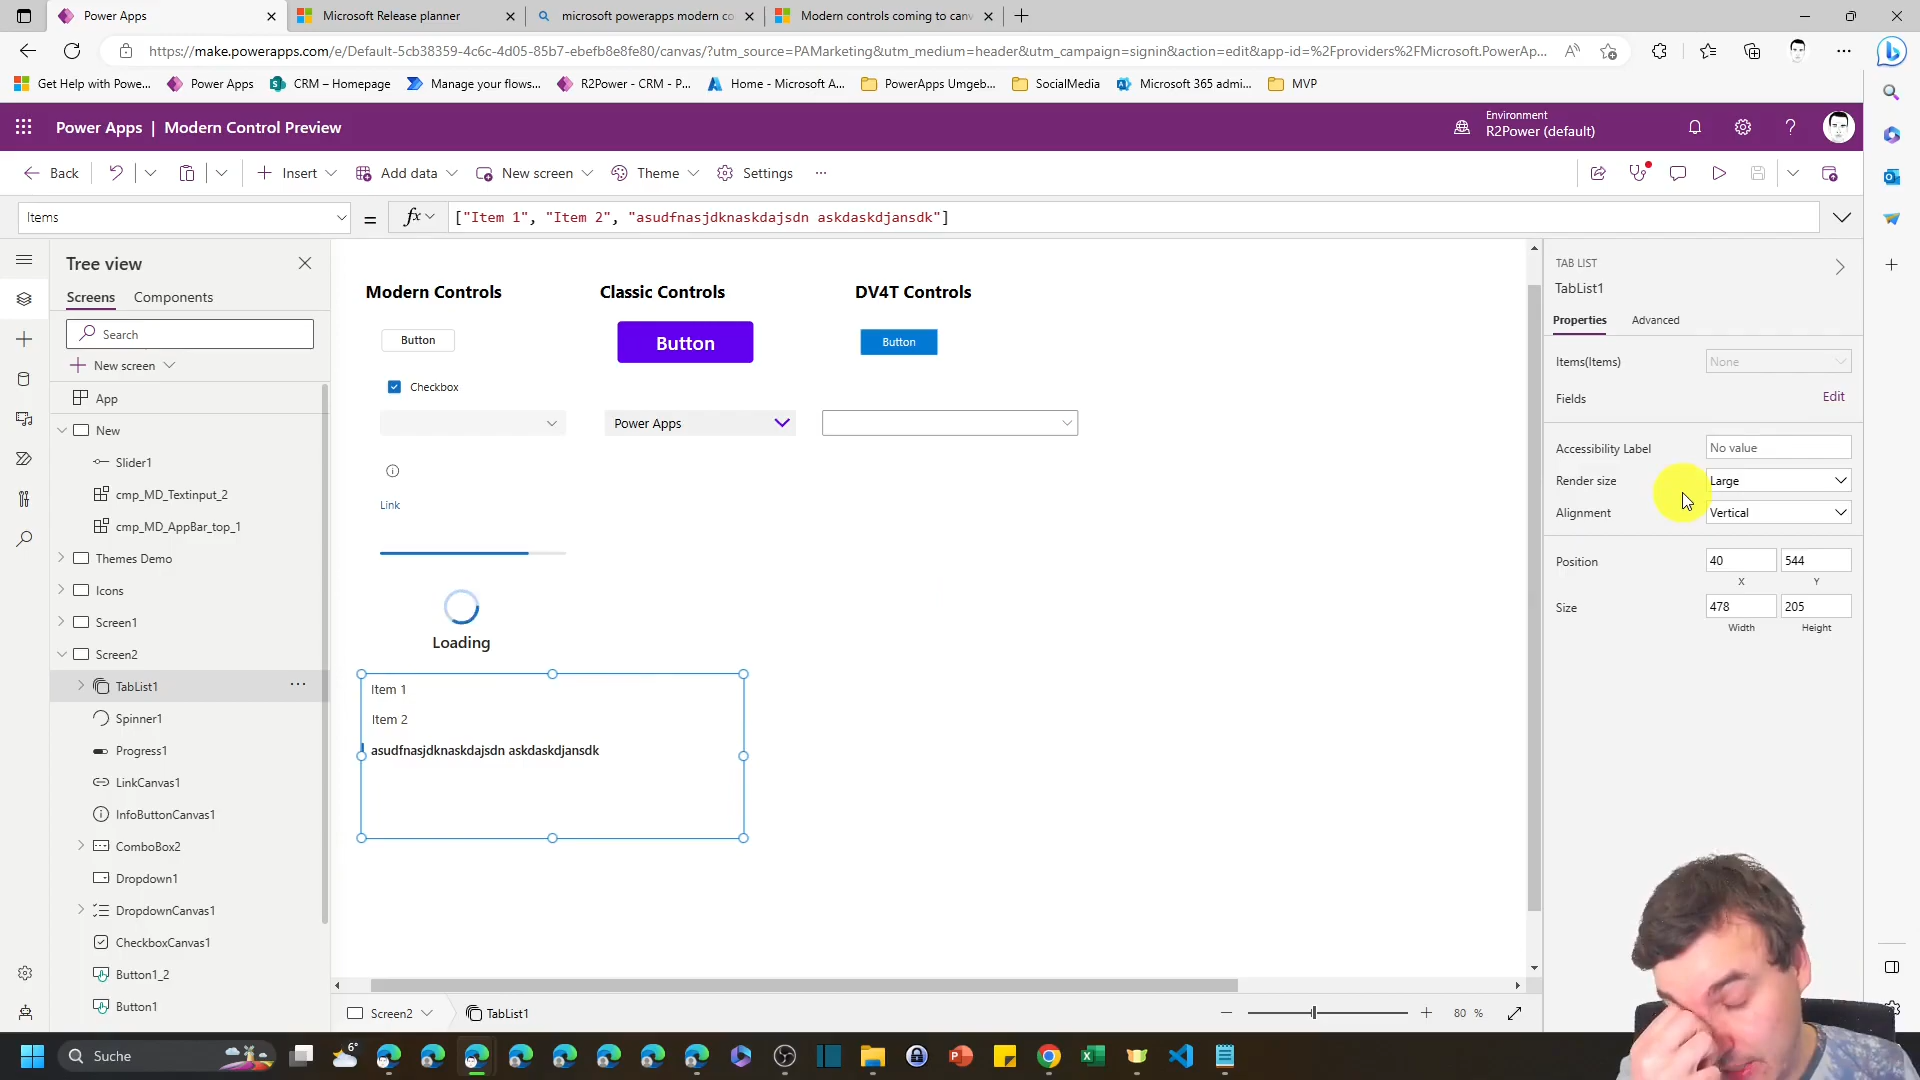 Power Apps
Microsoft Release planner
microsoft powerapps modern co
Modern controls coming to canv
https://make.powerapps.com/e/Default-5cb38359-4c6c-4d05-85b7-ebefb8e8fe80/canvas/?utm_source=PAMarketing&utm_medium=header&utm_campaign=signin&action=edit&app-id=%2Fproviders%2FMicrosoft.PowerAp...
Get Help with Powe...
Power Apps
CRM – Homepage
Manage your flows...
R2Power - CRM - P...
Home - Microsoft A...
PowerApps Umgeb...
SocialMedia
Microsoft 365 admi...
MVP
Power Apps | Modern Control Preview
Environment
R2Power (default)
Back
Insert
Add data
New screen
Theme
Settings
Items
= fx
["Item 1", "Item 2", "asudfnasjdknaskdajsdn askdaskdjansdk"]
Tree view
Screens Components
Search
New screen
App
New
Slider1
cmp_MD_Textinput_2
cmp_MD_AppBar_top_1
Themes Demo
Icons
Screen1
Screen2
TabList1
Spinner1
Progress1
LinkCanvas1
InfoButtonCanvas1
ComboBox2
Dropdown1
DropdownCanvas1
CheckboxCanvas1
Button1_2
Button1
Modern Controls
Classic Controls
DV4T Controls
Button
Button
Button
Checkbox
Power Apps
Link
Loading
Item 1
Item 2
asudfnasjdknaskdajsdn askdaskdjansdk
Screen2
TabList1
80 %
TAB LIST
TabList1
Properties Advanced
Items(Items) None
Fields Edit
Accessibility Label No value
Render size Large
Alignment Vertical
Position 40 544
X Y
Size 478 205
Width Height
Suche
6°